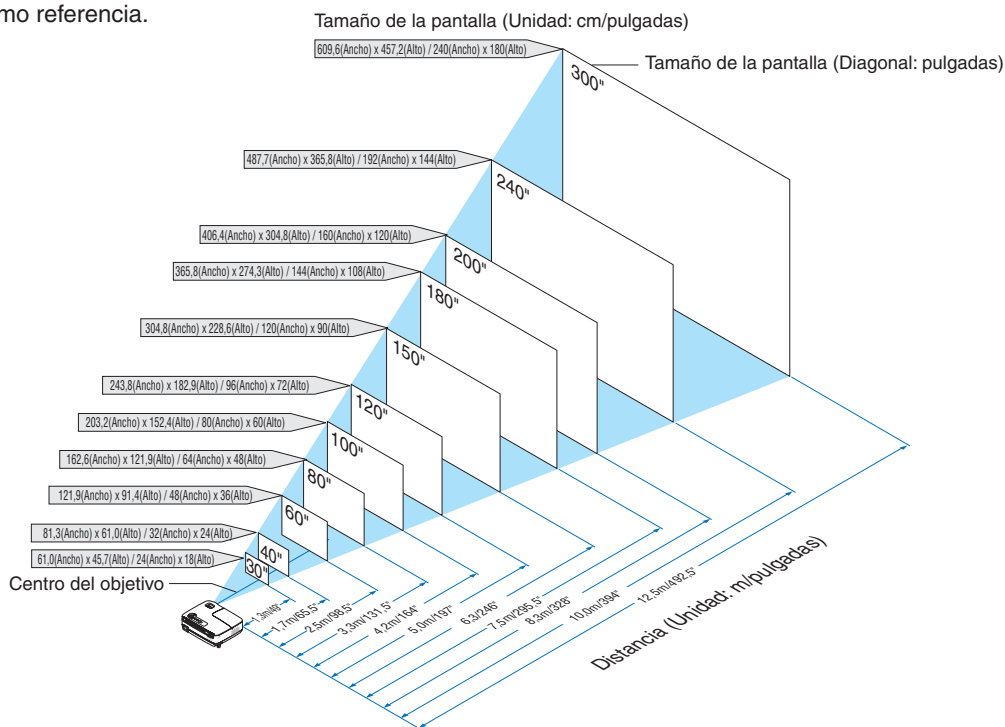 mo referencia.
Tamaño de la pantalla (Unidad: cm/pulgadas)
609,6(Ancho) x 457,2(Alto) / 240(Ancho) x 180(Alto)
Tamaño de la pantalla (Diagonal: pulgadas)
300"
487,7(Ancho) x 365,8(Alto) / 192(Ancho) x 144(Alto)
240"
406,4(Ancho) x 304,8(Alto) / 160(Ancho) x 120(Alto)
200"
365,8(Ancho) x 274,3(Alto) / 144(Ancho) x 108(Alto)
180"
304,8(Ancho) x 228,6(Alto) / 120(Ancho) x 90(Alto)
150"
243,8(Ancho) x 182,9(Alto) / 96(Ancho) x 72(Alto)
120"
203,2(Ancho) x 152,4(Alto) / 80(Ancho) x 60(Alto)
100"
162,6(Ancho) x 121,9(Alto) / 64(Ancho) x 48(Alto)
80"
121,9(Ancho) x 91,4(Alto) / 48(Ancho) x 36(Alto)
60"
81,3(Ancho) x 61,0(Alto) / 32(Ancho) x 24(Alto)
40"
61,0(Ancho) x 45,7(Alto) / 24(Ancho) x 18(Alto)
30"
Centro del objetivo
1,3m/49"
1,7m/65,5"
2,5m/98,5"
3,3m/131,5"
4,2m/164"
5,0m/197"
6,3/246"
7,5m/295,5"
8,3m/328"
10,0m/394"
12,5m/492,5"
Distancia (Unidad: m/pulgadas)